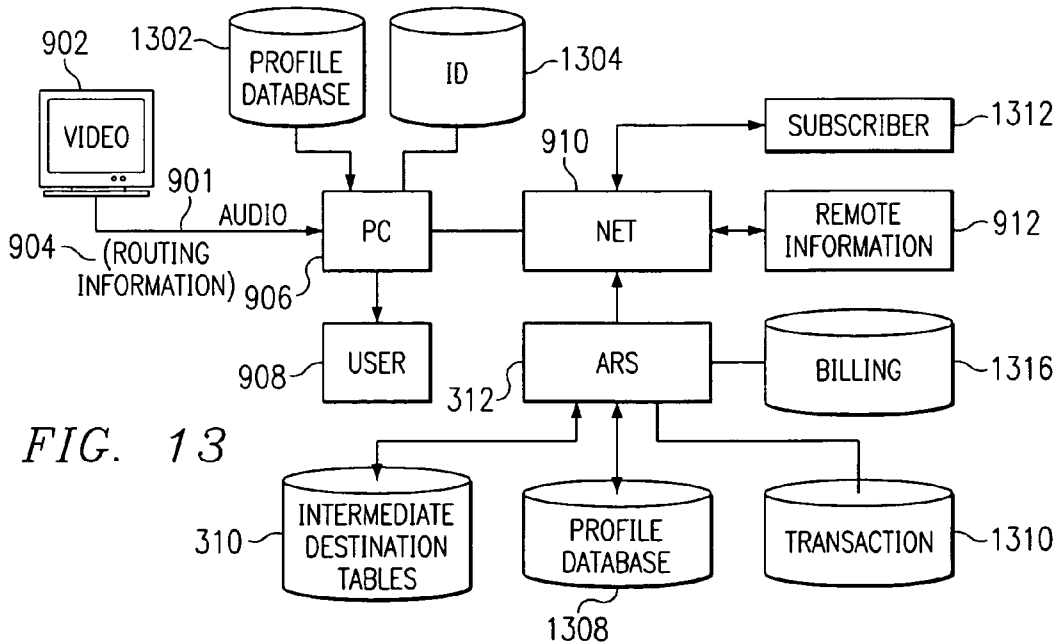 902
1302
PROFILE
DATABASE
ID
1304
VIDEO
SUBSCRIBER
1312
901
AUDIO
910
904
(ROUTING
INFORMATION)
PC
906
NET
REMOTE
INFORMATION
912
USER
908
ARS
312
BILLING
1316
FIG. 13
310
INTERMEDIATE
DESTINATION
TABLES
PROFILE
DATABASE
1308
TRANSACTION
1310